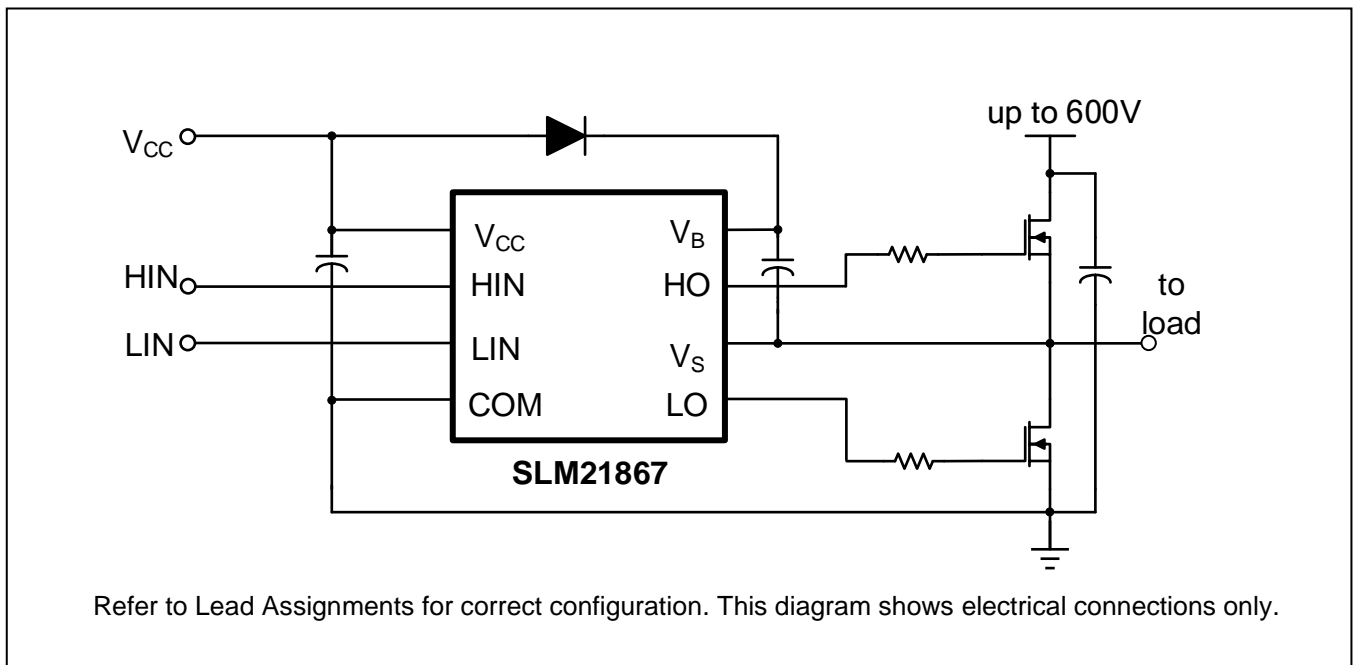 up to 600V
VCC
VCC
VB
HIN
HIN
HO
to
load
LIN
LIN
VS
COM
LO
SLM21867
Refer to Lead Assignments for correct configuration. This diagram shows electrical connections only.